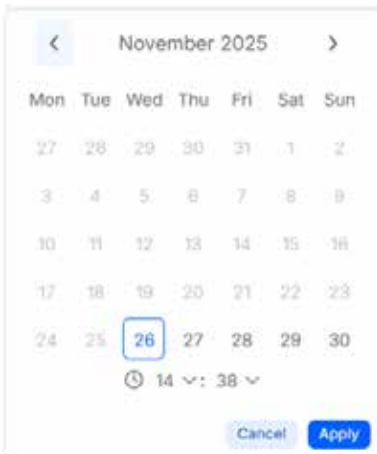 November 2025
Mon Tue Wed Thu Fri Sat Sun
27 28 29 30 31 1 2
3 4 5 6 7 8 9
10 11 12 13 14 15 16
17 18 19 20 21 22 23
24 25 26 27 28 29 30
14 : 38
Cancel Apply